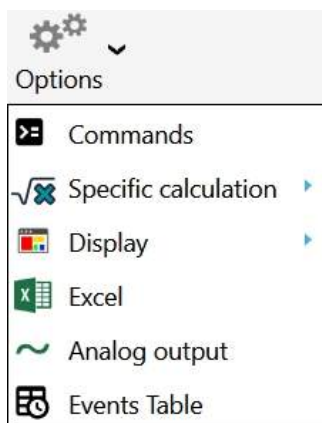 Options
Commands
Specific calculation
Display
Excel
Analog output
Events Table